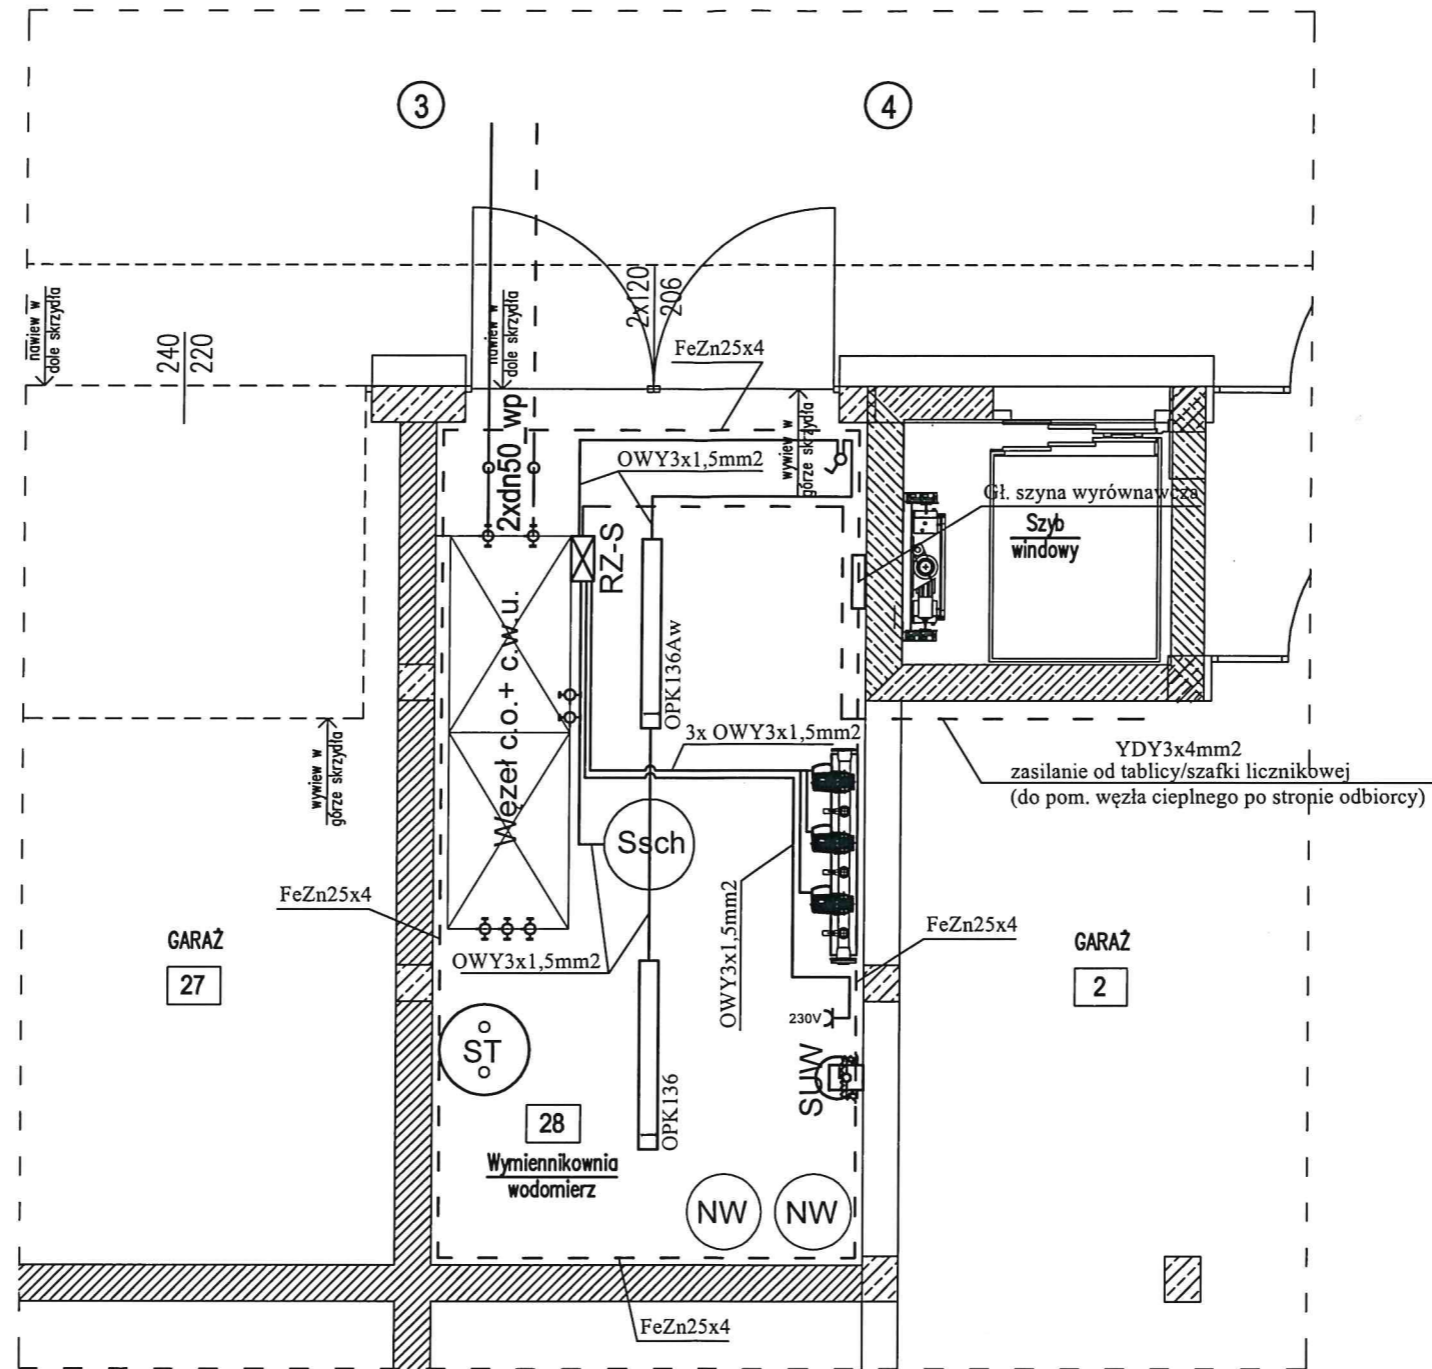 3
4
nawiew w
dole skrzydła
240
220
nawiew w
dole skrzydła
2x120
206
FeZn25x4
2xdn50 wp
OWY3x1,5mm2
wywiew w
górze skrzydła
Gł. szyna wyrównawcza
Szyb
windowy
RZ-S
Węzeł c.o.+ c.w.u.
OPK136Aw
wywiew w
górze skrzydła
3x OWY3x1,5mm2
YDY3x4mm2
zasilanie od tablicy/szafki licznikowej
(do pom. węzła cieplnego po stronie odbiorcy)
Ssch
FeZn25x4
OWY3x1,5mm2
FeZn25x4
GARAŻ
27
OWY3x1,5mm2
GARAŻ
2
230V
ST
SUW
OPK136
28
Wymiennikownia
wodomierz
NW
NW
FeZn25x4